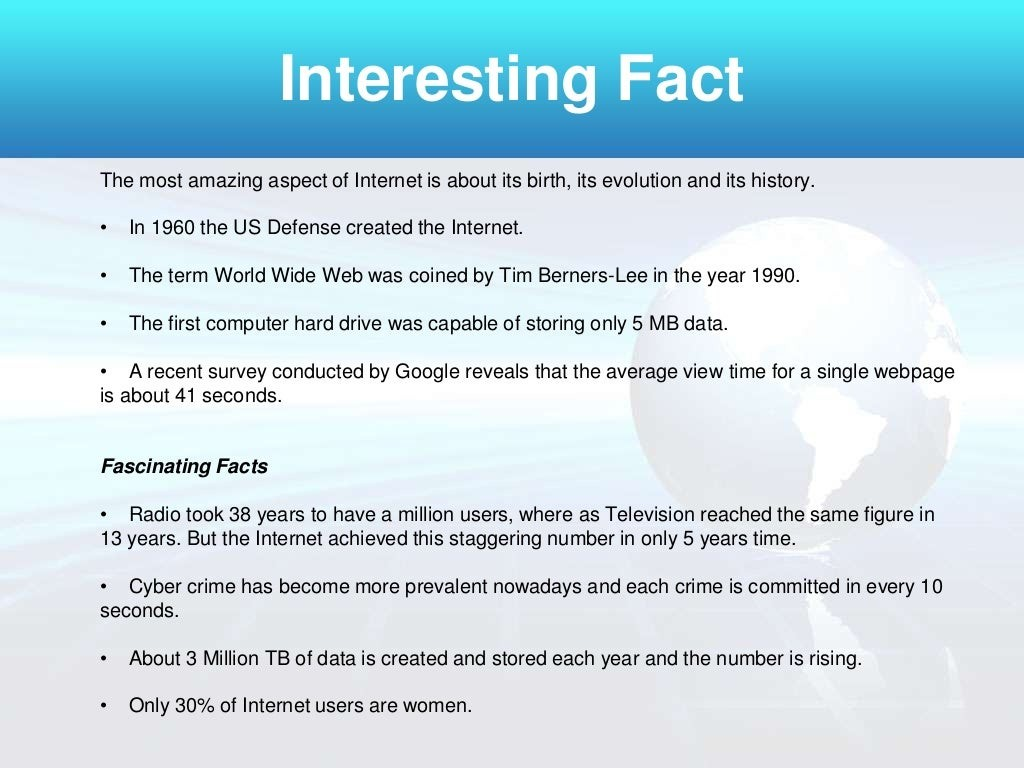 Interesting Fact
The most amazing aspect of Internet is about its birth, its evolution and its history.
• In 1960 the US Defense created the Internet.
• The term World Wide Web was coined by Tim Berners-Lee in the year 1990.
• The first computer hard drive was capable of storing only 5 MB data.
• A recent survey conducted by Google reveals that the average view time for a single webpage
is about 41 seconds.
Fascinating Facts
• Radio took 38 years to have a million users, where as Television reached the same figure in
13 years. But the Internet achieved this staggering number in only 5 years time.
• Cyber crime has become more prevalent nowadays and each crime is committed in every 10
seconds.
• About 3 Million TB of data is created and stored each year and the number is rising.
• Only 30% of Internet users are women.